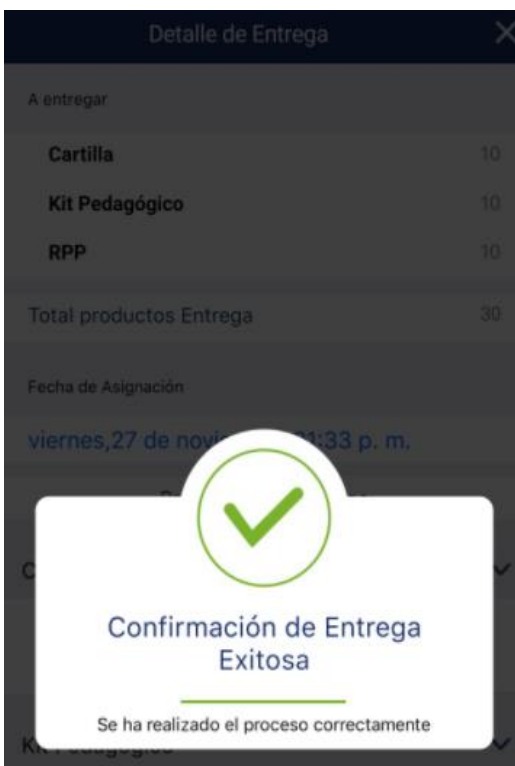 Detalle de Entrega
A entregar
Cartilla 10
Kit Pedagógico 10
RPP 10
Total productos Entrega 30
Fecha de Asignación
viernes,27 de :33 p. m.
Confirmación de Entrega
Exitosa
Se ha realizado el proceso correctamente